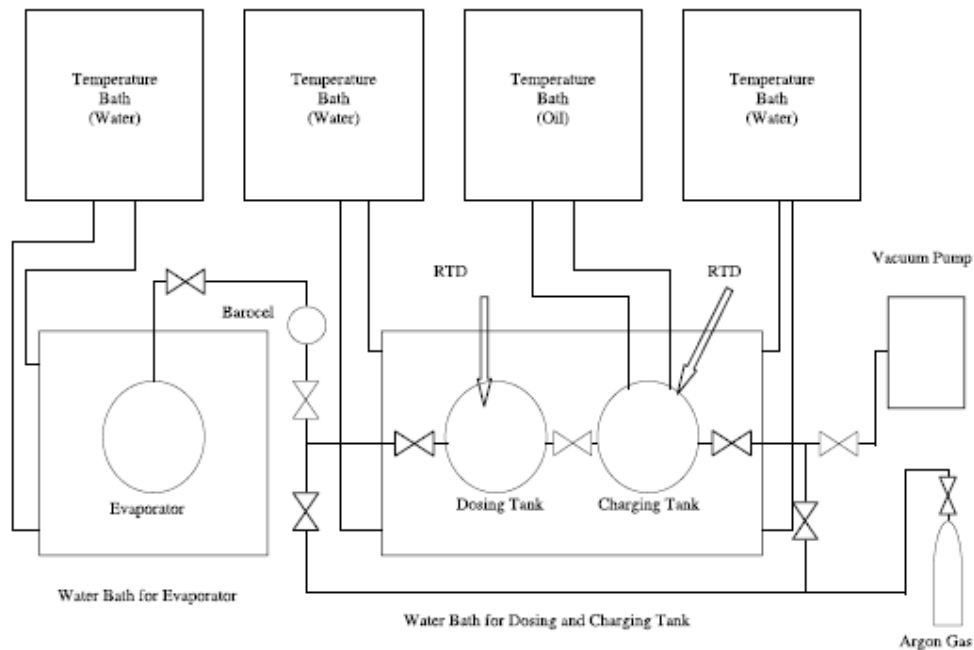 Temperature
Bath
(Water)
Temperature
Bath
(Water)
Temperature
Bath
(Oil)
Temperature
Bath
(Water)
RTD
RTD
Vacuum Pump
Barocel
Evaporator
Dosing Tank
Charging Tank
Water Bath for Evaporator
Water Bath for Dosing and Charging Tank
Argon Gas